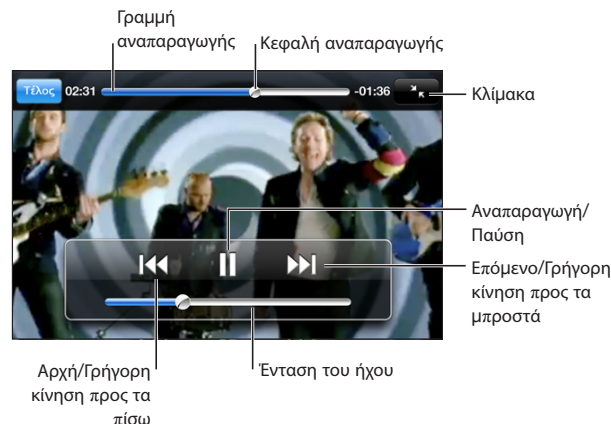 Γραμμή
αναπαραγωγής
Κεφαλή αναπαραγωγής
Τέλος 02:31 -01:36
Κλίμακα
Αναπαραγωγή/
Παύση
Επόμενο/Γρήγορη
κίνηση προς τα
μπροστά
Αρχή/Γρήγορη
κίνηση προς τα
πίσω
Ένταση του ήχου